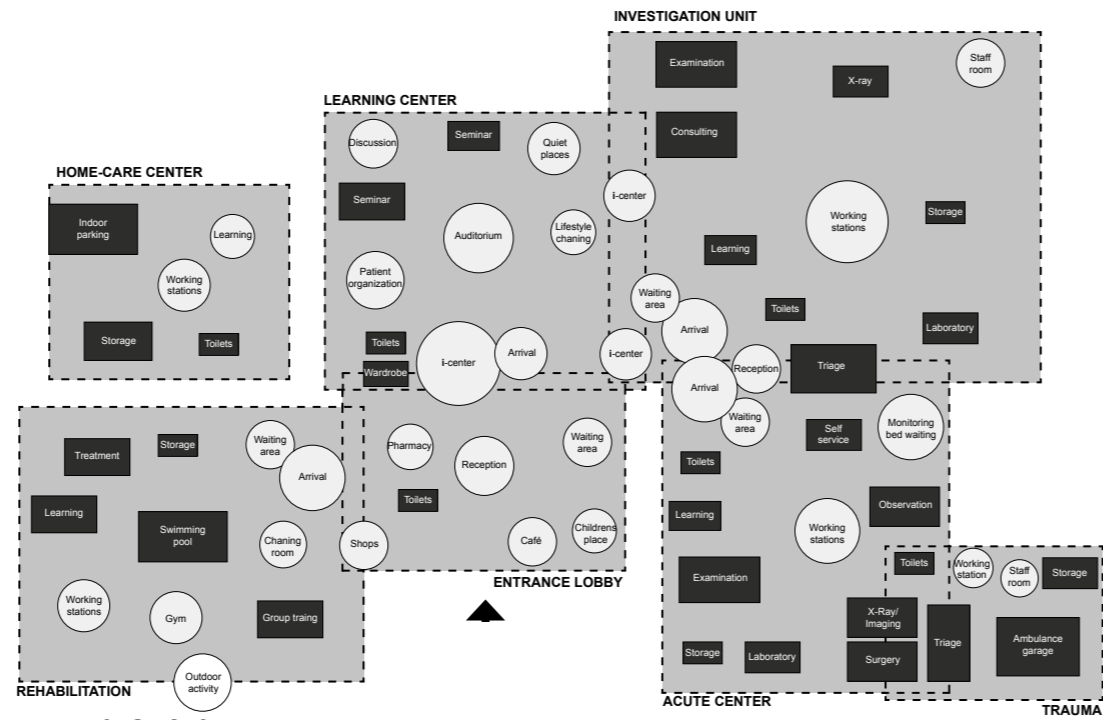 INVESTIGATION UNIT
Examination
X-ray
Staff
room
Consulting
Working
stations
Storage
Learning
Toilets
Laboratory
Waiting
area
Arrival
Reception
Triage
LEARNING CENTER
Discussion
Seminar
Quiet
places
i-center
Seminar
Auditorium
Lifestyle
chaning
Patient
organization
Toilets
Wardrobe
i-center
Arrival
i-center
HOME-CARE CENTER
Indoor
parking
Learning
Working
stations
Storage
Toilets
Treatment
Storage
Waiting
area
Arrival
Learning
Swimming
pool
Chaning
room
Shops
Working
stations
Gym
Group traing
Outdoor
activity
REHABILITATION
Pharmacy
Reception
Waiting
area
Toilets
Café
Childrens
place
ENTRANCE LOBBY
Arrival
Waiting
area
Self
service
Monitoring
bed waiting
Toilets
Learning
Working
stations
Observation
Examination
Storage
Laboratory
X-Ray/
Imaging
Surgery
ACUTE CENTER
Toilets
Working
station
Staff
room
Storage
Triage
Ambulance
garage
TRAUMA